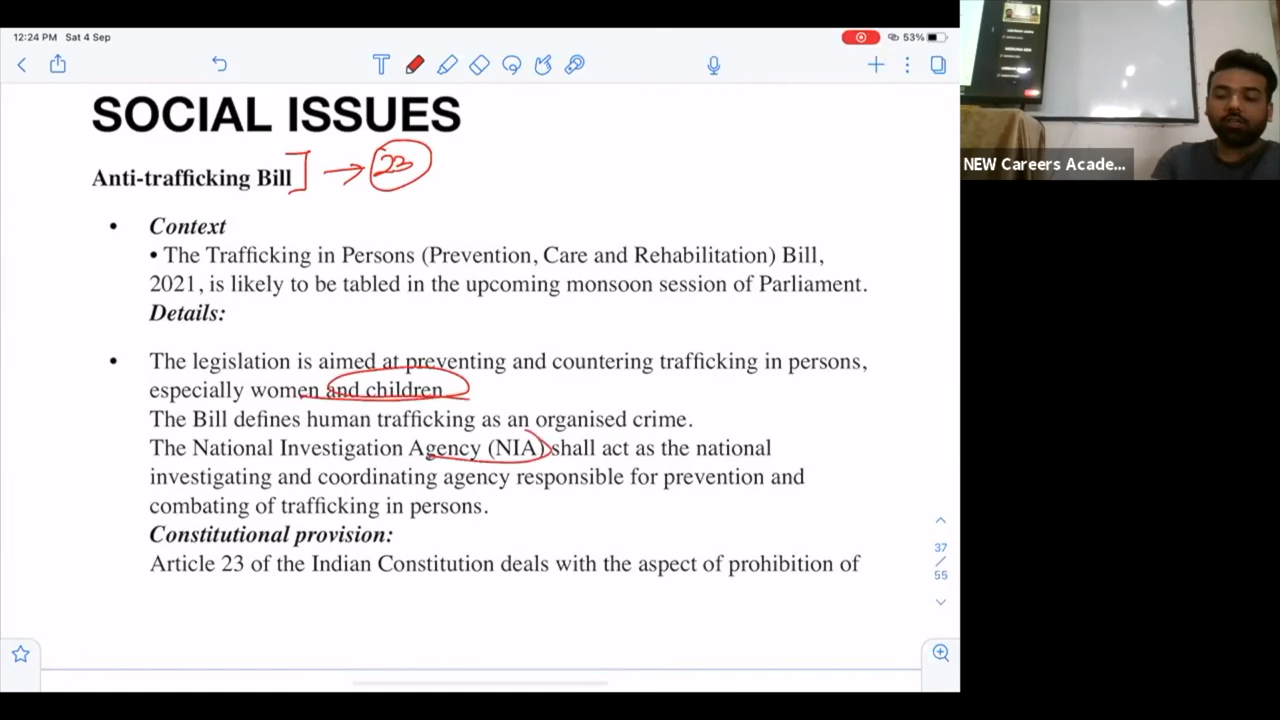 12:24 PM Sat 4 Sep
53%
SOCIAL ISSUES
Anti-trafficking Bill
23
• Context
• The Trafficking in Persons (Prevention, Care and Rehabilitation) Bill,
2021, is likely to be tabled in the upcoming monsoon session of Parliament.
Details:
• The legislation is aimed at preventing and countering trafficking in persons,
especially women and children
The Bill defines human trafficking as an organised crime.
The National Investigation Agency (NIA) shall act as the national
investigating and coordinating agency responsible for prevention and
combating of trafficking in persons.
Constitutional provision:
Article 23 of the Indian Constitution deals with the aspect of prohibition of
37
/
55
NEW Careers Acade...